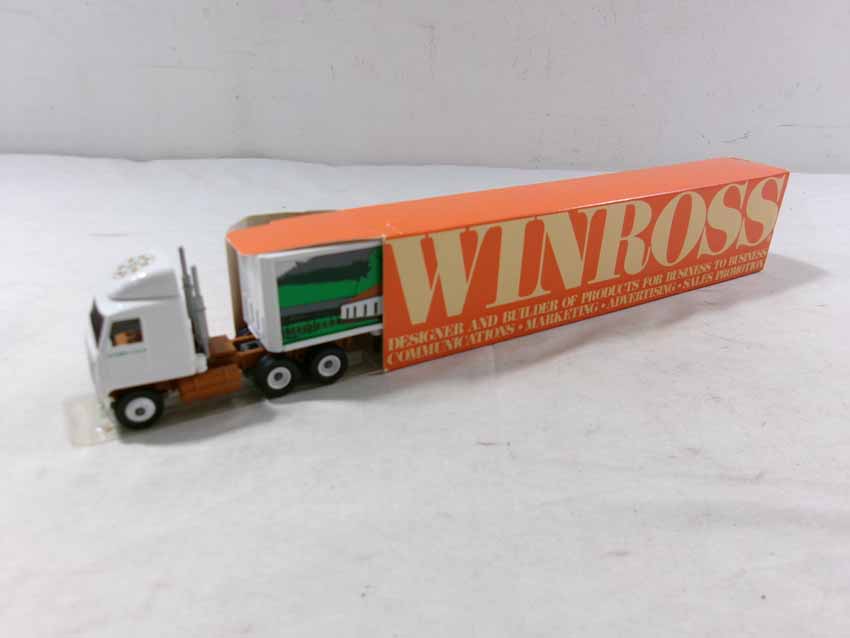 WINROSS
DESIGNER AND BUILDER OF PRODUCTS FOR BUSINESS TO BUSINESS
COMMUNICATIONS • MARKETING • ADVERTISING • SALES PROMOTION